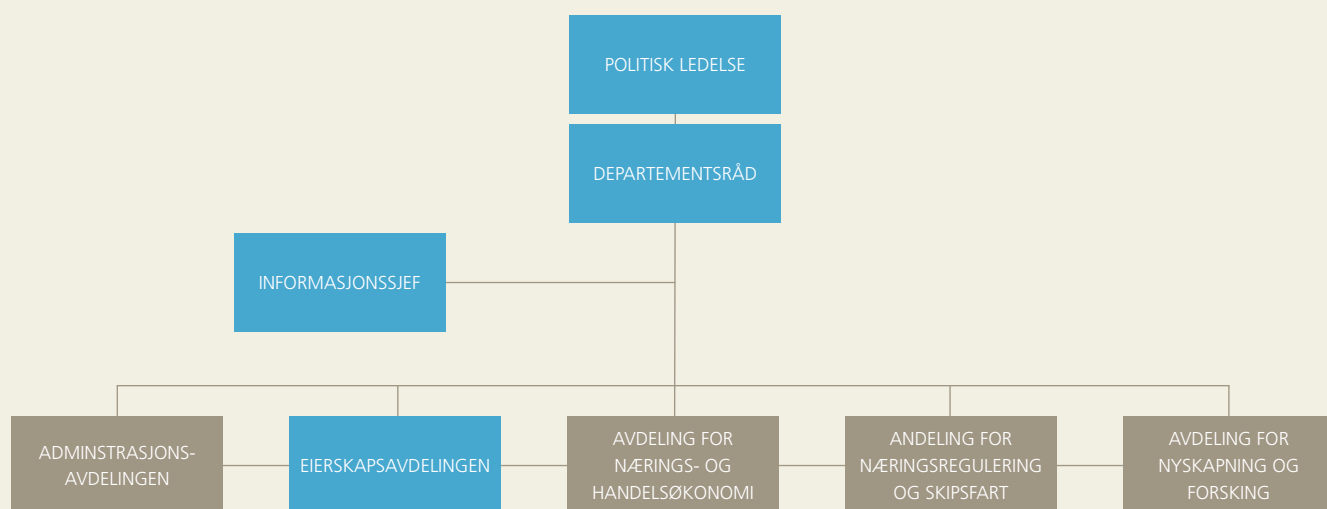 POLITISK LEDELSE
DEPARTEMENTSRÅD
INFORMASJONSSJEF
ADMINSTRASJONS-
AVDELINGEN
EIERSKAPSAVDELINGEN
AVDELING FOR
NÆRINGS- OG
HANDELSØKONOMI
ANDELING FOR
NÆRINGSREGULERING
OG SKIPSFART
AVDELING FOR
NYSKAPNING OG
FORSKING